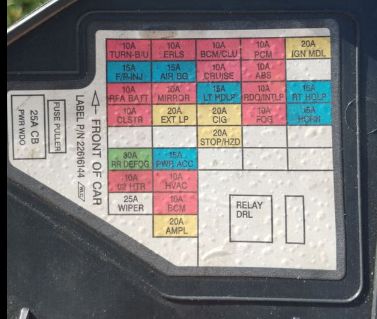 10A TURN-B/U
10A ERLS
10A BCM/CLU
10A PCM
20A IGN MDL
15A F/P-INJ
15A AIR BG
10A CRUISE
10A ABS
10A RFA BATT
10A MIRROR
15A LT HDLP
10A RDO/INTLP
15A RT HDLP
10A CLSTR
20A EXT LP
20A CIG
10A FOG
15A HORN
20A STOP/HZD
30A RR DEFOG
15A PWR ACC
10A O2 HTR
10A HVAC
25A WIPER
10A BCM
20A AMPL
RELAY DRL
FRONT OF CAR
LABEL P/N 22616044
FUSE PULLER
25A CB PWR WDO